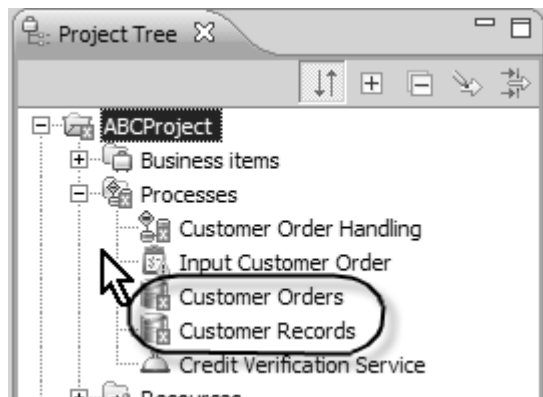 Project Tree
ABCProject
Business items
Processes
Customer Order Handling
Input Customer Order
Customer Orders
Customer Records
Credit Verification Service
Resources